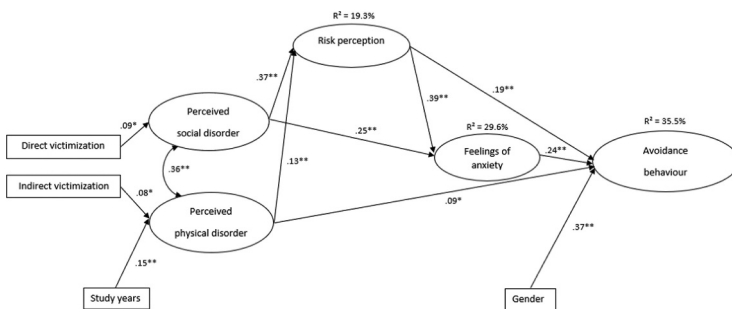 R² = 19.3%
Risk perception
.37**
.19**
.39**
Perceived
social disorder
.09*
.25**
R² = 29.6%
R² = 35.5%
Direct victimization
.13**
Feelings of
anxiety
.24**
Avoidance
behaviour
.36**
Indirect victimization
.08*
Perceived
physical disorder
.09*
.37**
.15**
Study years
Gender